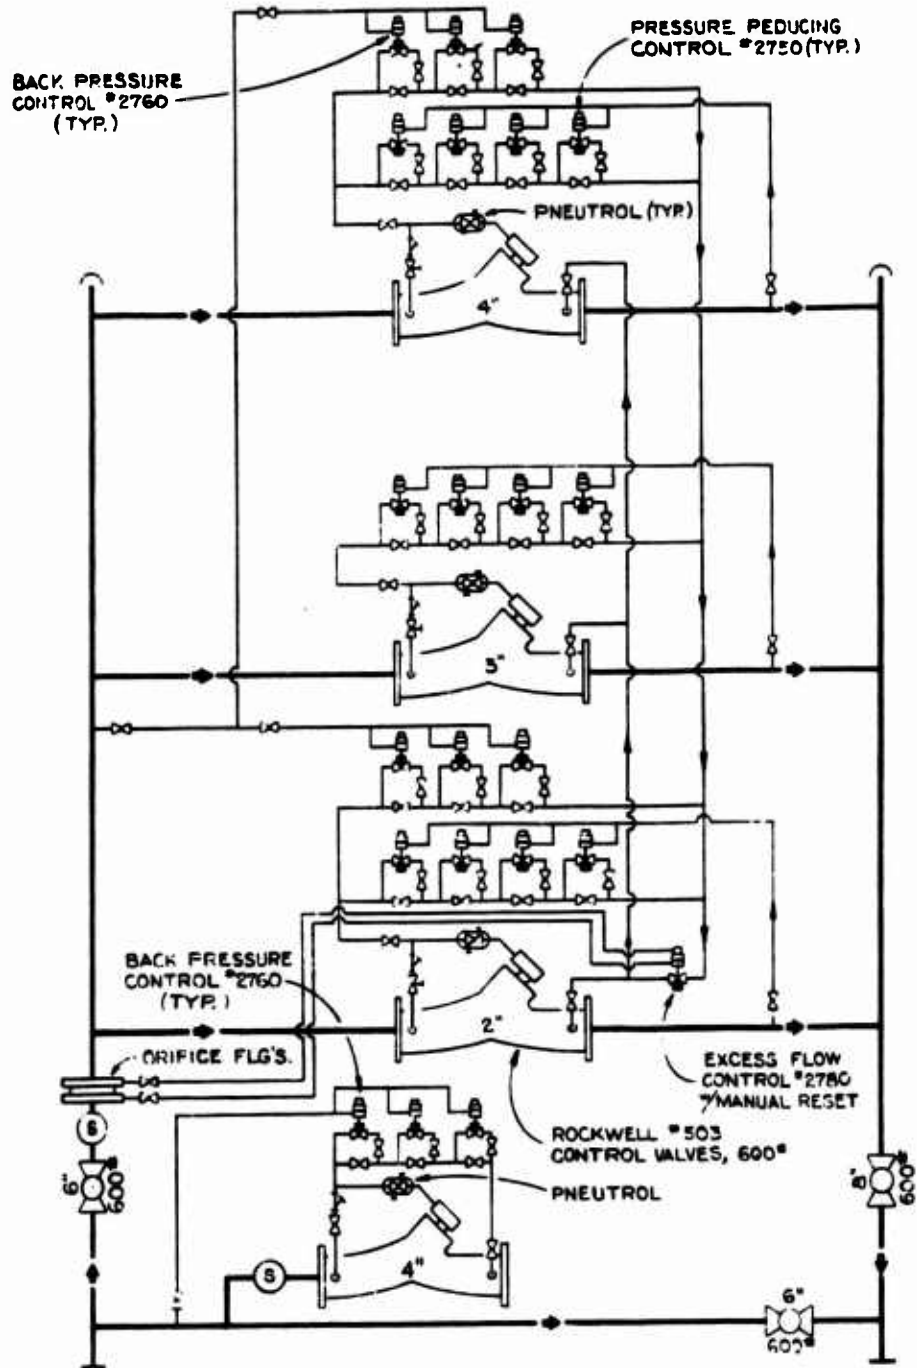 PRESSURE PEDUCING
CONTROL #2750 (TYP.)
BACK PRESSURE
CONTROL #2760
(TYP.)
PNEUTROL (TYP.)
4"
3"
BACK PRESSURE
CONTROL #2760
(TYP.)
2"
ORIFICE FLG'S.
EXCESS FLOW
CONTROL #2780
W/MANUAL RESET
S
ROCKWELL #503
CONTROL VALVES, 600#
6"
600#
8"
600#
PNEUTROL
S
4"
6"
600#